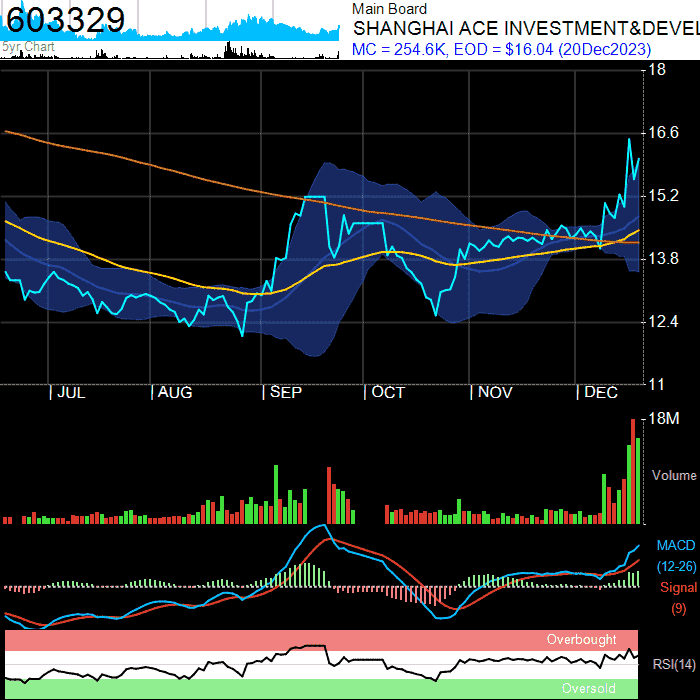 603329
5yr Chart
Main Board
SHANGHAI ACE INVESTMENT&DEVEL
MC = 254.6K, EOD = $16.04 (20Dec2023)
18
16.6
15.2
13.8
12.4
11
| JUL | AUG | SEP | OCT | NOV | DEC
18M
Volume
MACD
(12-26)
Signal
(9)
Overbought
RSI(14)
Oversold